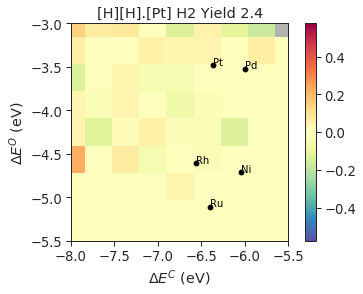 [H][H].[Pt] H2 Yield 2.4
ΔE^O (eV)
−3.0
−3.5
−4.0
−4.5
−5.0
−5.5
Pt
Pd
Rh
Ni
Ru
−8.0 −7.5 −7.0 −6.5 −6.0 −5.5
ΔE^C (eV)
0.4
0.2
0.0
−0.2
−0.4